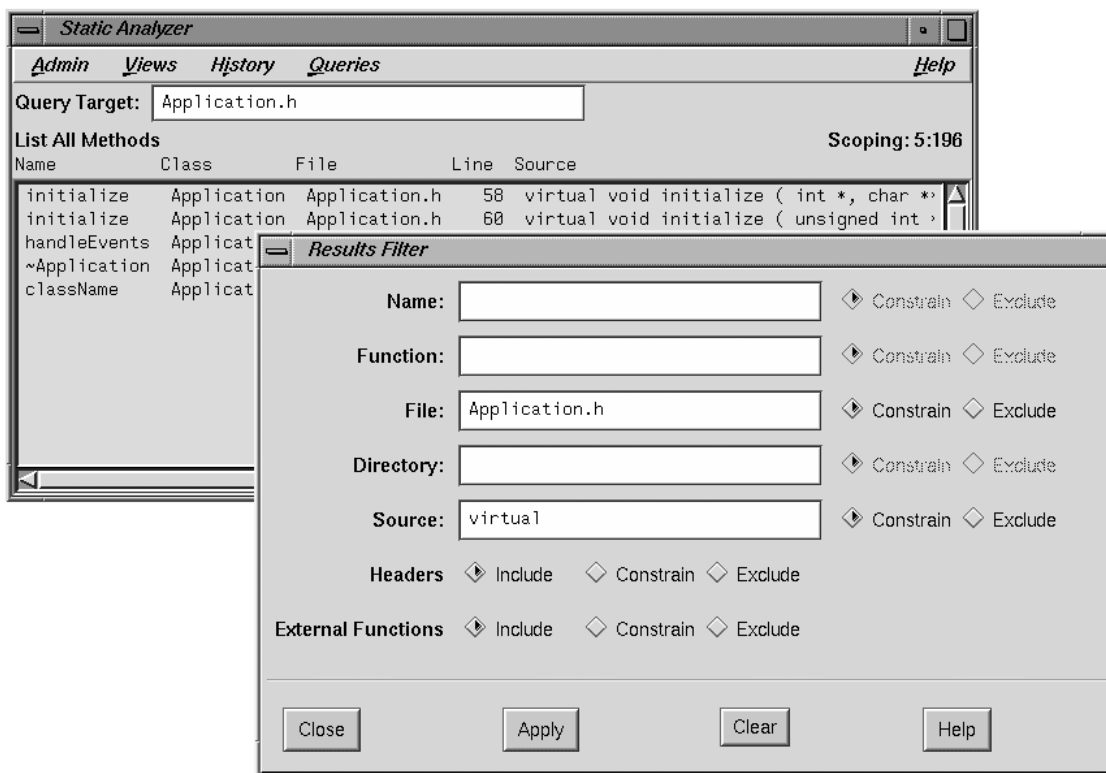 Static Analyzer
Admin Views History Queries Help
Query Target: Application.h
List All Methods Scoping: 5:196
Name Class File Line Source
initialize Application Application.h 58 virtual void initialize ( int *, char *
initialize Application Application.h 60 virtual void initialize ( unsigned int
handleEvents Applicat
~Application Applicat
className Applicat
Results Filter
Name: Constrain Exclude
Function: Constrain Exclude
File: Application.h Constrain Exclude
Directory: Constrain Exclude
Source: virtual Constrain Exclude
Headers Include Constrain Exclude
External Functions Include Constrain Exclude
Close Apply Clear Help